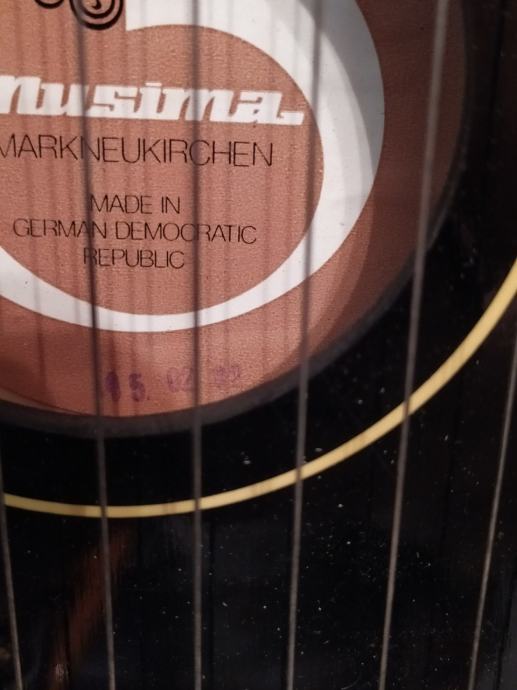 musima
MARKNEUKIRCHEN
MADE IN
GERMAN DEMOCRATIC
REPUBLIC